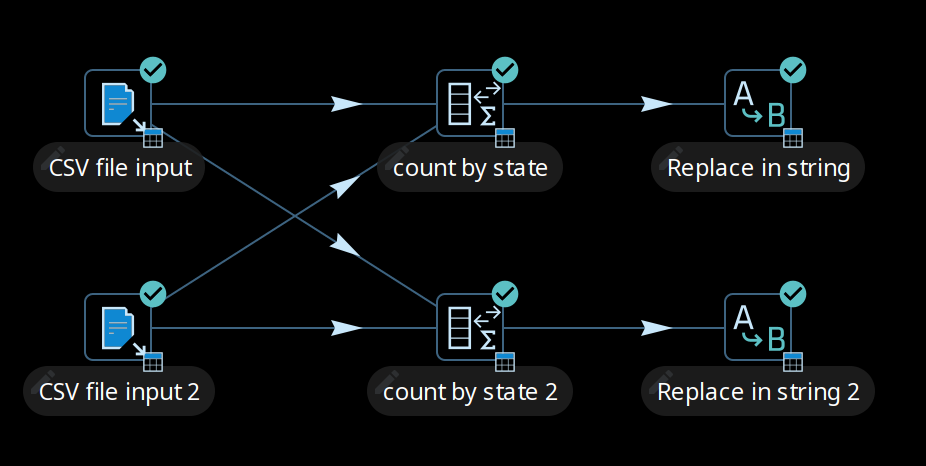 CSV file input
count by state
A
B
Replace in string
CSV file input 2
count by state 2
A
B
Replace in string 2